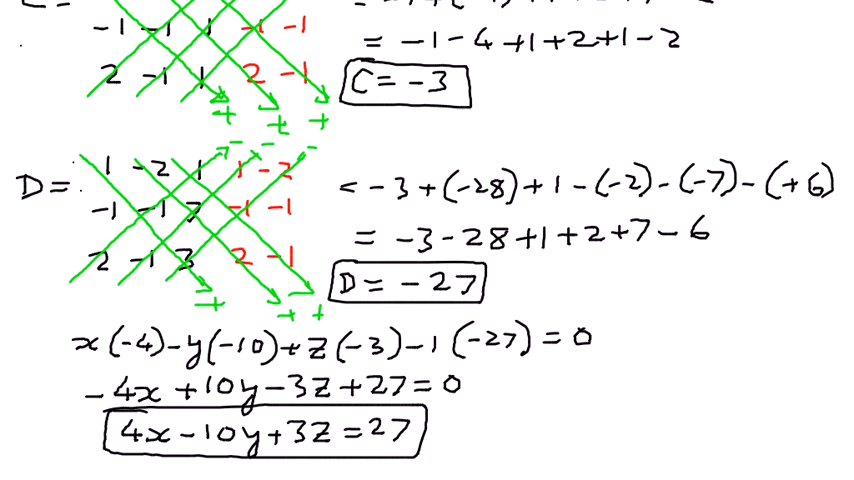 -1 -1 1 -1 -1 = -1-4+1+2+1-2
2 -1 1 2 -1 C=-3
+ + +
- - -
D= 1 -2 1 1 -2 = -3+(-28)+1-(-2)-(-7)-(+6)
-1 -1 7 -1 -1 = -3-28+1+2+7-6
2 -1 3 2 -1 D=-27
+ + +
x(-4)-y(-10)+z(-3)-1(-27)=0
-4x+10y-3z+27=0
4x-10y+3z=27